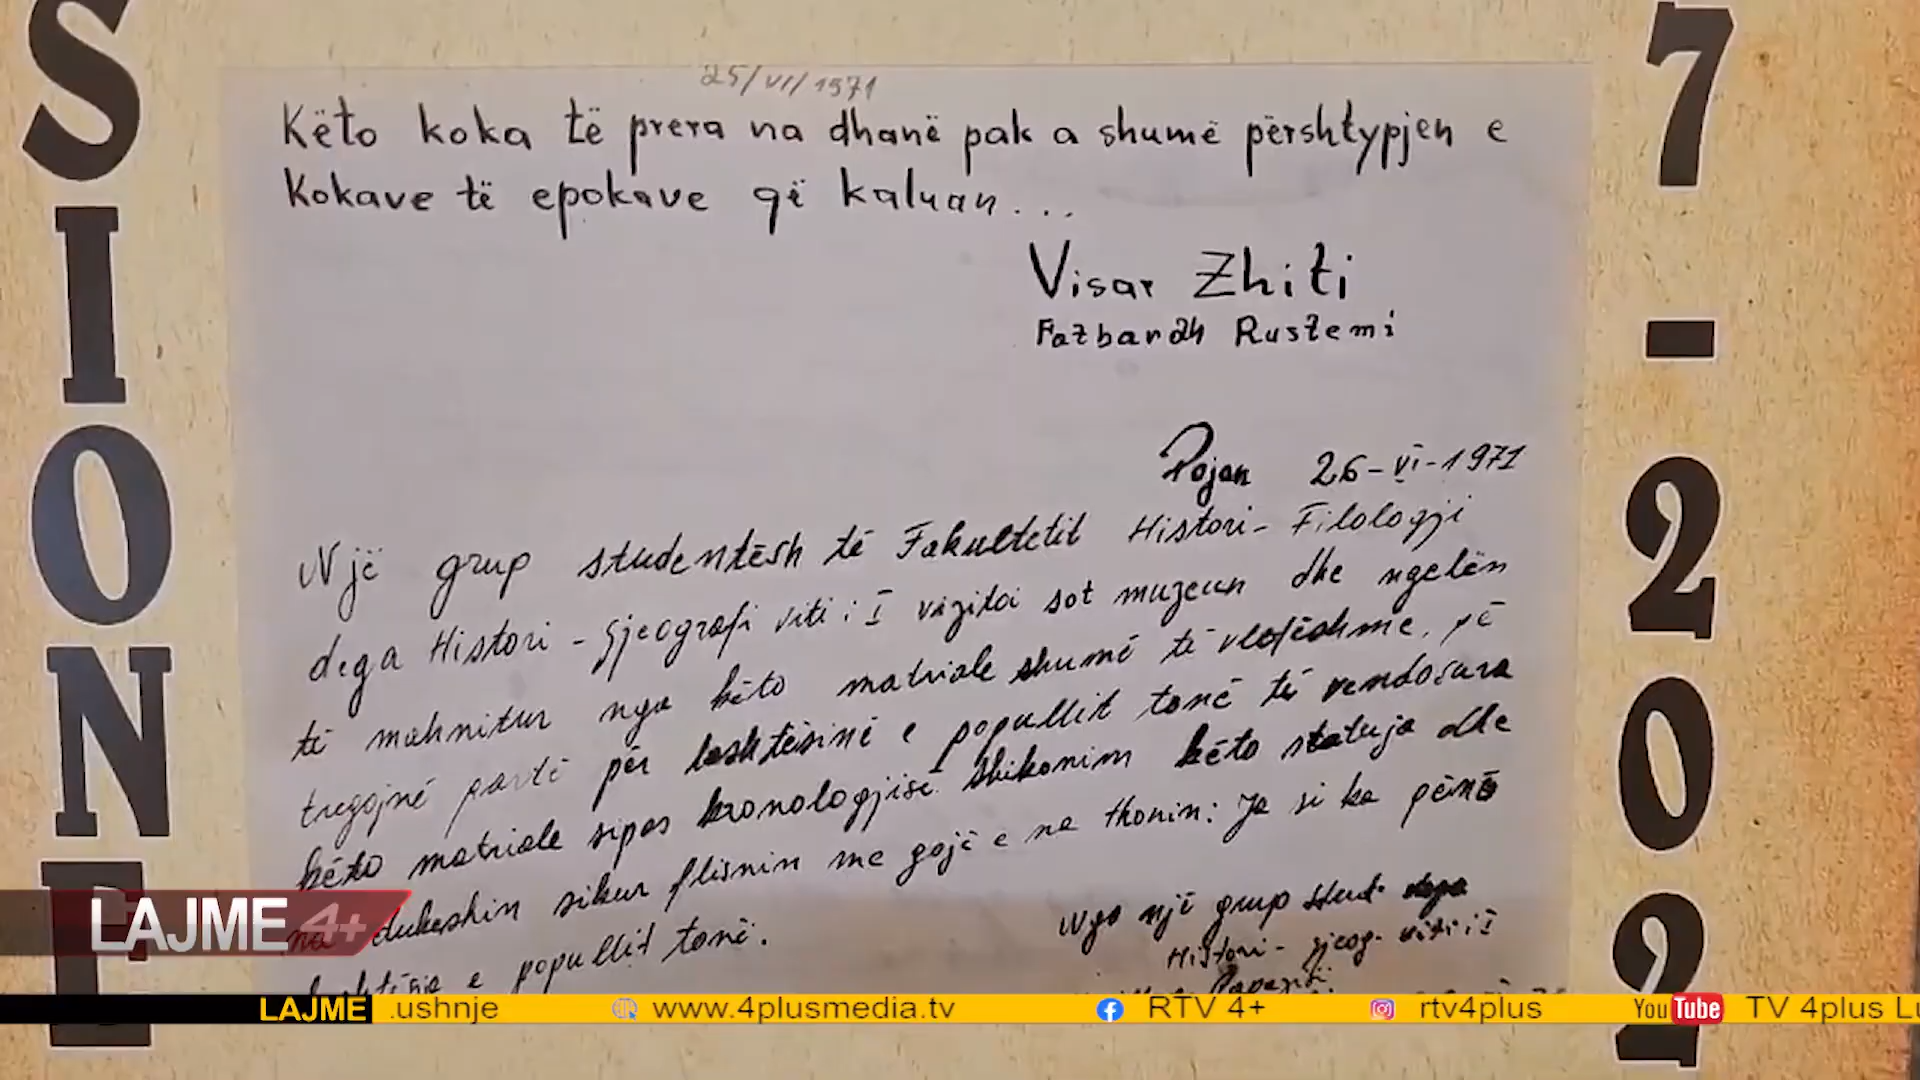 SIONE
7-202
25/VI/1971
Këto koka të prera na dhanë pak a shumë përshtypjen e
kokave të epokave që kaluan...
Visar Zhiti
Fatbardh Rustemi
Pojan 26-VI-1971
Një grup studentësh të Fakultetit Histori-Filologji
dega Histori-Gjeografi viti i I vizitoi sot muzeun dhe ngelën
të mahnitur nga këto matriale shumë të vlefëshme, që
tregojnë për lashtësinë e popullit tonë të vendosura
këto matriale sipas kronologjisë shikonim këto statuja dhe
na dukeshin sikur flisnin me gojë e na thonin: Ja si ka qënë
e popullit tonë.
Nga një grup stud. dega
Histori-gjeog. viti i I
LAJME 4+
LAJME .ushnje www.4plusmedia.tv RTV 4+ rtv4plus YouTube TV 4plus Lu